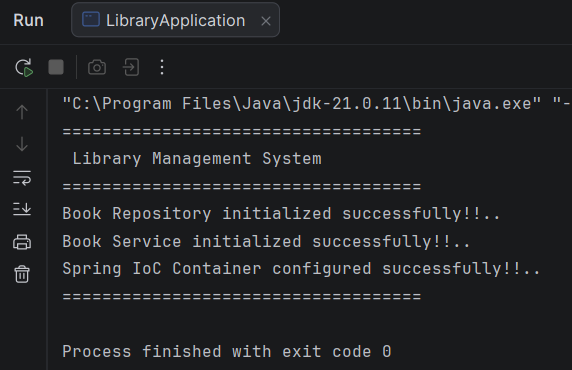 Run LibraryApplication
"C:\Program Files\Java\jdk-21.0.11\bin\java.exe" "-
====================================
 Library Management System
====================================
Book Repository initialized successfully!!..
Book Service initialized successfully!!..
Spring IoC Container configured successfully!!..
====================================
Process finished with exit code 0